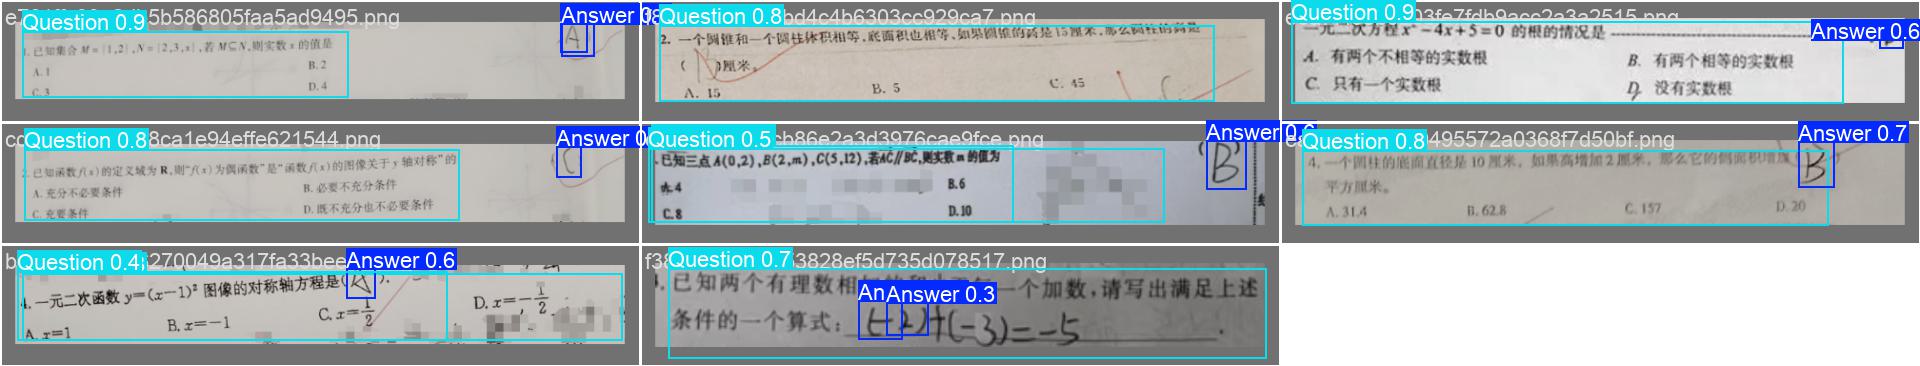 Question 0.9
Answer
1. 已知集合 M={1,2},N={2,3,x},若 M⊆N,则实数 x 的值是
A
A. 1
B. 2
C. 3
D. 4
Question 0.8
bd4c4b6303cc929ca7.png
2. 一个圆锥和一个圆柱体积相等,底面积也相等,如果圆锥的高是15厘米,那么圆柱的高是
( )厘米。
A. 15
B. 5
C. 45
Question 0.9
Answer 0.6
一元二次方程 x²-4x+5=0 的根的情况是
A. 有两个不相等的实数根
B. 有两个相等的实数根
C. 只有一个实数根
D. 没有实数根
Question 0.8
8ca1e94effe621544.png
Answer
2. 已知函数f(x)的定义域为 R,则“f(x)为偶函数”是“函数f(x)的图像关于 y 轴对称”的
C
A. 充分不必要条件
B. 必要不充分条件
C. 充要条件
D. 既不充分也不必要条件
Question 0.5
b86e2a3d3976cae9fce.png
Answer
已知三点 A(0,2),B(2,m),C(5,12),若AC∥BC,则实数 m 的值为
(B)
A. 4
B. 6
C. 8
D. 10
Question 0.8
495572a0368f7d50bf.png
Answer 0.7
4. 一个圆柱的底面直径是 10 厘米,如果高增加 2 厘米,那么它的侧面积增加
B
平方厘米。
A. 31.4
B. 62.8
C. 157
D. 20
Question 0.4
270049a317fa33bee
Answer 0.6
4. 一元二次函数 y=(x-1)² 图像的对称轴方程是(A).
A. x=1
B. x=-1
C. x=1/2
D. x=-1/2
Question 0.7
3828ef5d735d078517.png
An
Answer 0.3
已知两个有理数相 一个加数,请写出满足上述
条件的一个算式: (-2)+(-3)=-5 .